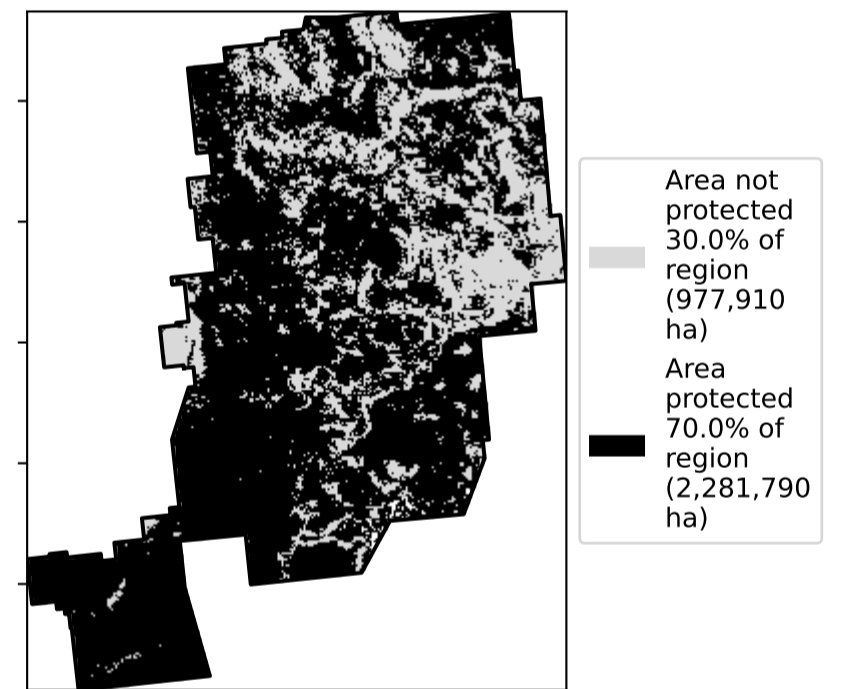 Area not
protected
30.0% of
region
(977,910
ha)
Area
protected
70.0% of
region
(2,281,790
ha)